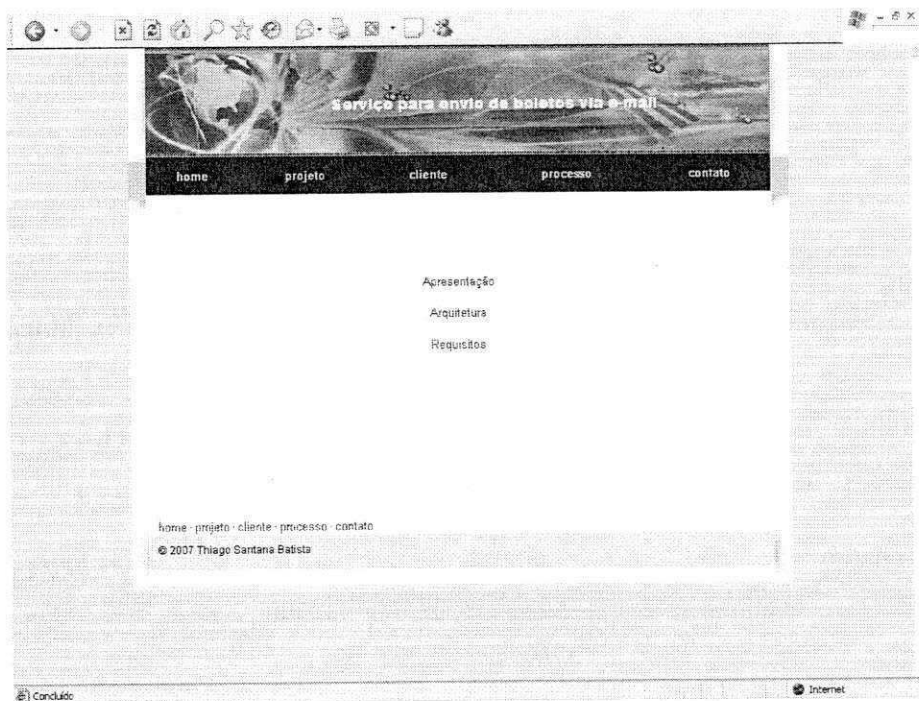 Serviço para envio de boletos via e-mail
home projeto cliente processo contato
Apresentação
Arquitetura
Requisitos
home · projeto · cliente · processo · contato
© 2007 Thiago Santana Batista
Concluído Internet